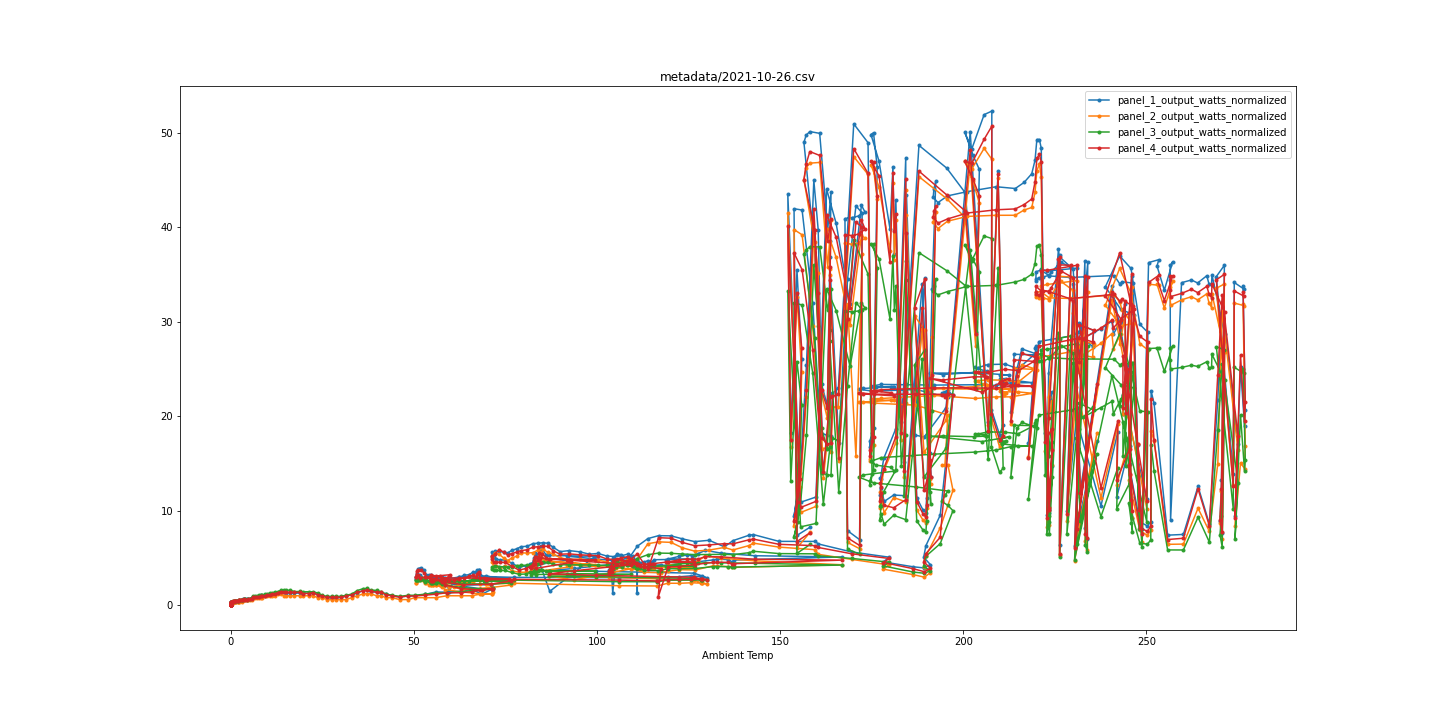 metadata/2021-10-26.csv
panel_1_output_watts_normalized
panel_2_output_watts_normalized
panel_3_output_watts_normalized
panel_4_output_watts_normalized
50
40
30
20
10
0
0 50 100 150 200 250
Ambient Temp